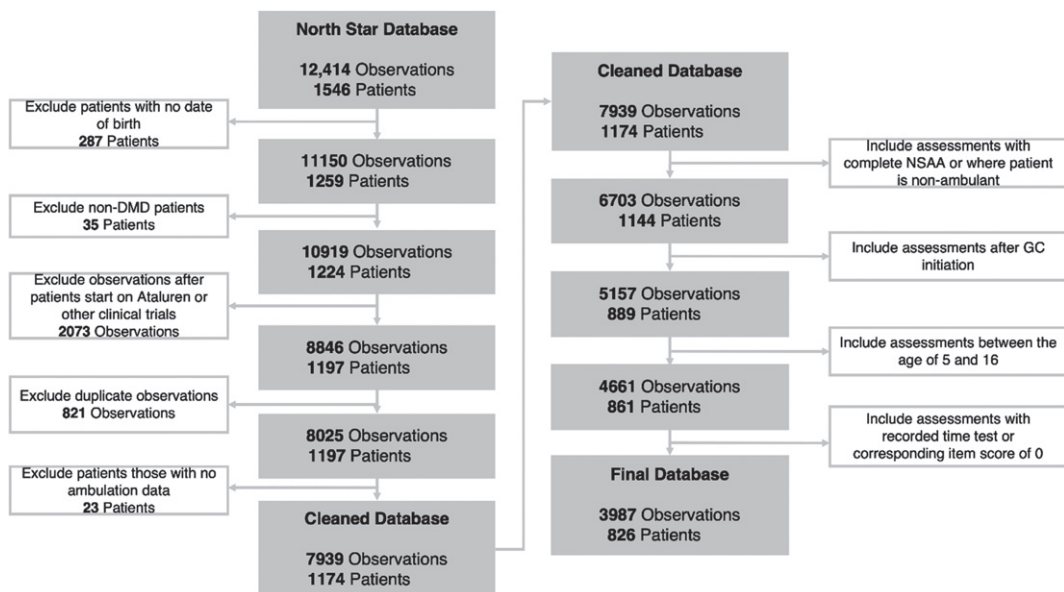 North Star Database
12,414 Observations
1546 Patients
Exclude patients with no date
of birth
287 Patients
11150 Observations
1259 Patients
Exclude non-DMD patients
35 Patients
10919 Observations
1224 Patients
Exclude observations after
patients start on Ataluren or
other clinical trials
2073 Observations
8846 Observations
1197 Patients
Exclude duplicate observations
821 Observations
8025 Observations
1197 Patients
Exclude patients those with no
ambulation data
23 Patients
Cleaned Database
7939 Observations
1174 Patients
Cleaned Database
7939 Observations
1174 Patients
Include assessments with
complete NSAA or where patient
is non-ambulant
6703 Observations
1144 Patients
Include assessments after GC
initiation
5157 Observations
889 Patients
Include assessments between the
age of 5 and 16
4661 Observations
861 Patients
Include assessments with
recorded time test or
corresponding item score of 0
Final Database
3987 Observations
826 Patients